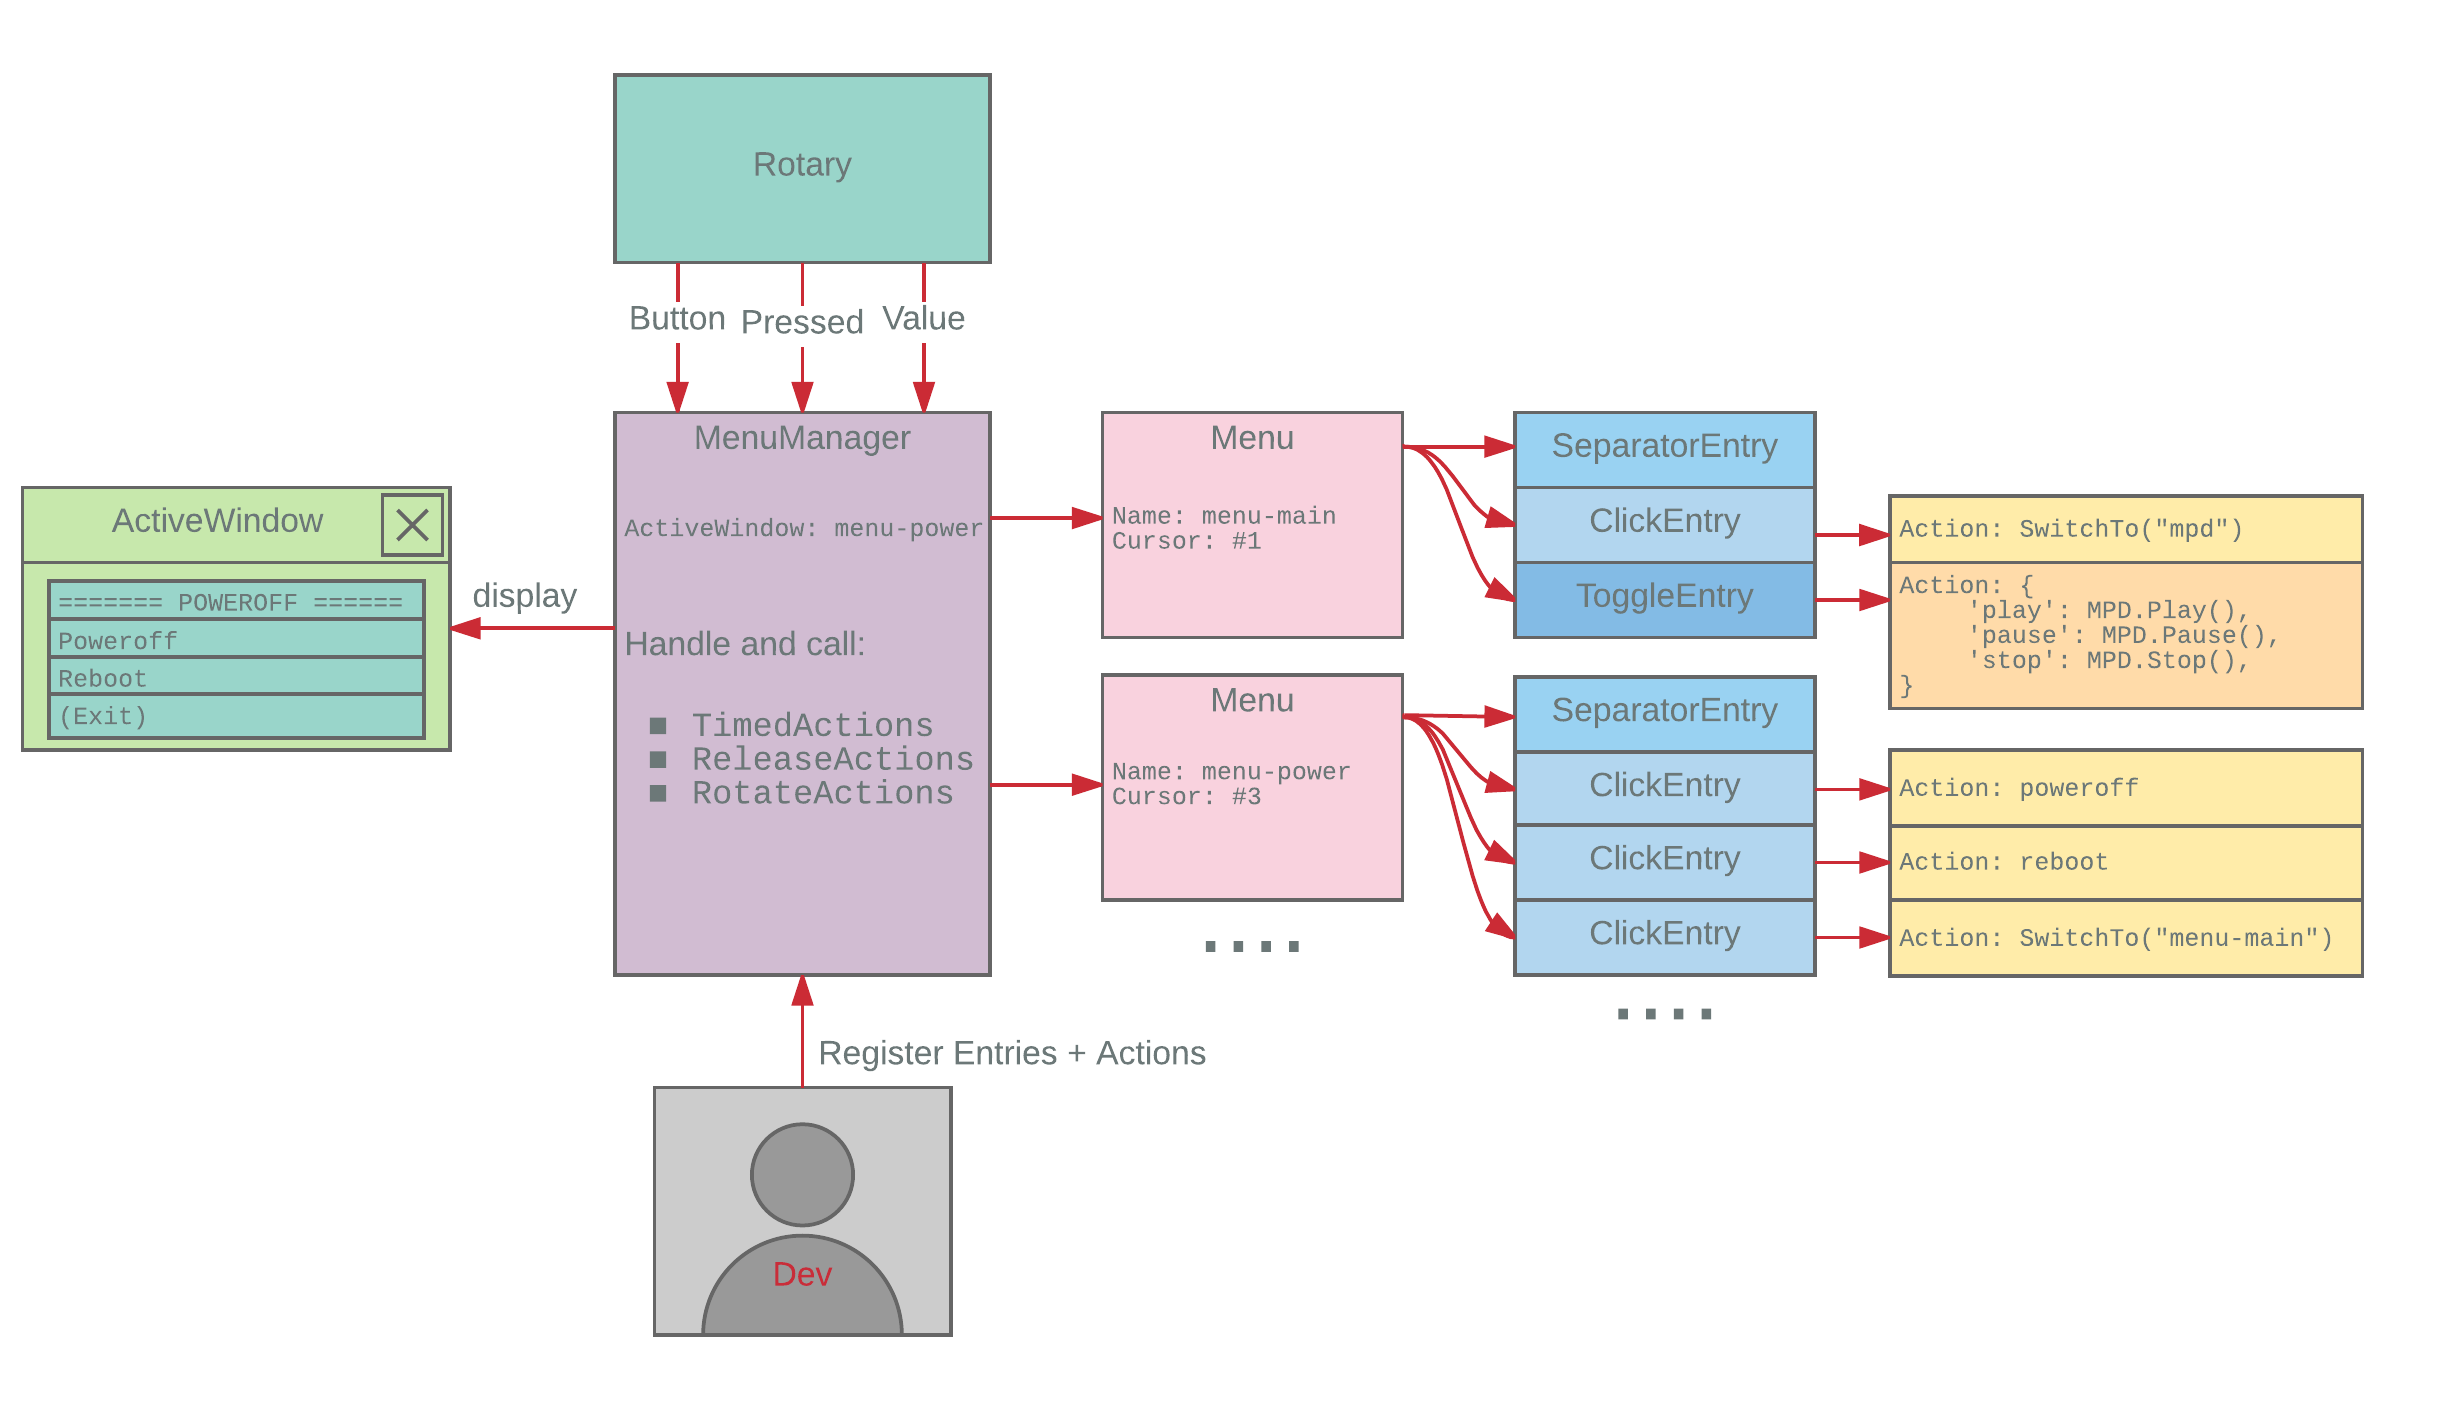 Rotary
Button Pressed Value
MenuManager
ActiveWindow: menu-power
Handle and call:
▪ TimedActions
▪ ReleaseActions
▪ RotateActions
ActiveWindow
======= POWEROFF ======
Poweroff
Reboot
(Exit)
display
Menu
Name: menu-main
Cursor: #1
SeparatorEntry
ClickEntry
ToggleEntry
Action: SwitchTo("mpd")
Action: {
'play': MPD.Play(),
'pause': MPD.Pause(),
'stop': MPD.Stop(),
}
Menu
Name: menu-power
Cursor: #3
....
SeparatorEntry
ClickEntry
ClickEntry
ClickEntry
....
Action: poweroff
Action: reboot
Action: SwitchTo("menu-main")
Register Entries + Actions
Dev